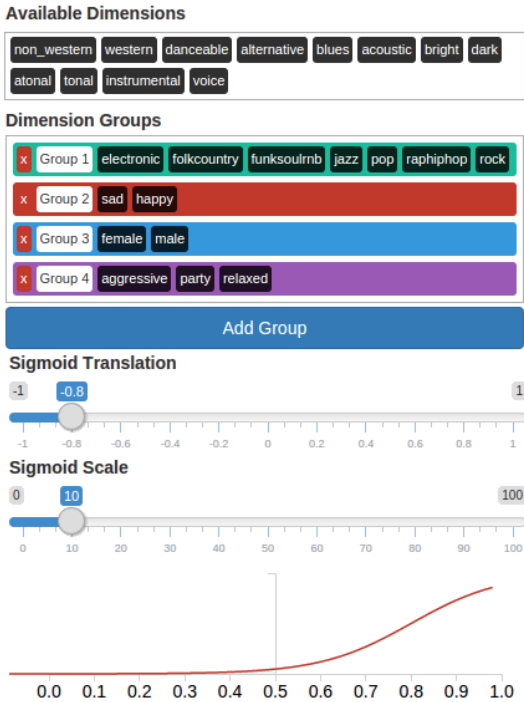 Available Dimensions
non_western western danceable alternative blues acoustic bright dark
atonal tonal instrumental voice
Dimension Groups
x Group 1 electronic folkcountry funksoulrnb jazz pop raphiphop rock
x Group 2 sad happy
x Group 3 female male
x Group 4 aggressive party relaxed
Add Group
Sigmoid Translation
-1 -0.8 1
-1 -0.8 -0.6 -0.4 -0.2 0 0.2 0.4 0.6 0.8 1
Sigmoid Scale
0 10 100
0 10 20 30 40 50 60 70 80 90 100
0.0 0.1 0.2 0.3 0.4 0.5 0.6 0.7 0.8 0.9 1.0